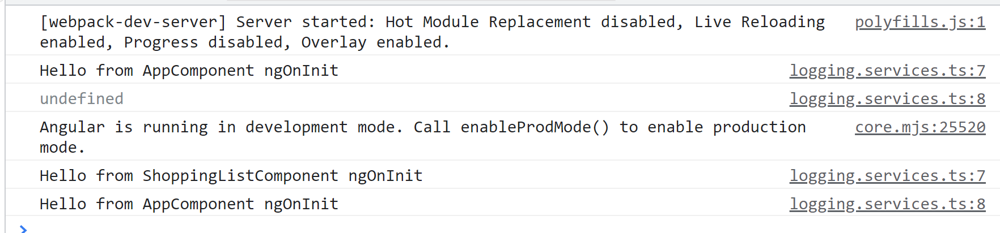 [webpack-dev-server] Server started: Hot Module Replacement disabled, Live Reloading polyfills.js:1
enabled, Progress disabled, Overlay enabled.
Hello from AppComponent ngOnInit logging.services.ts:7
undefined logging.services.ts:8
Angular is running in development mode. Call enableProdMode() to enable production core.mjs:25520
mode.
Hello from ShoppingListComponent ngOnInit logging.services.ts:7
Hello from AppComponent ngOnInit logging.services.ts:8